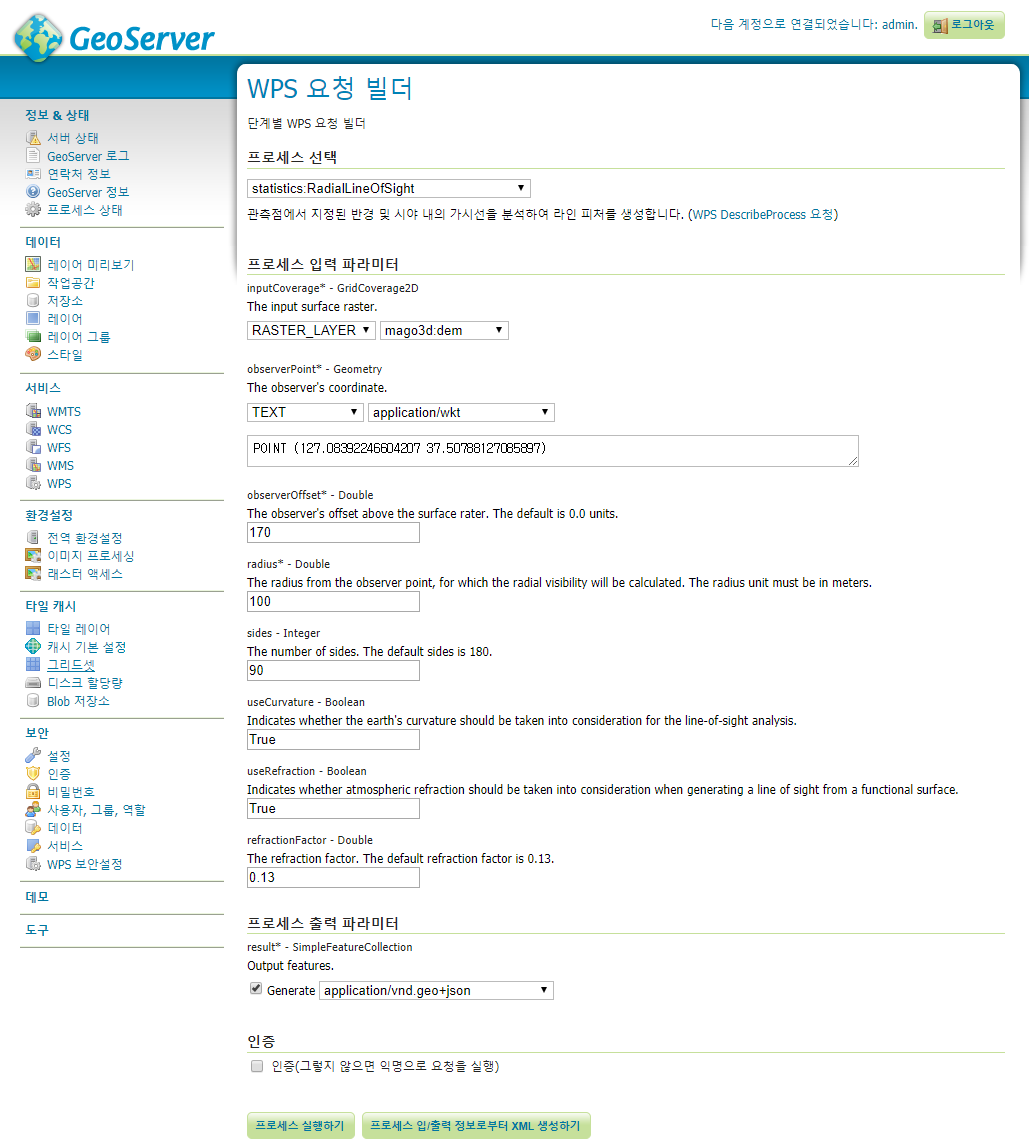 GeoServer
다음 계정으로 연결되었습니다: admin.
로그아웃
정보 & 상태
서버 상태
GeoServer 로그
연락처 정보
GeoServer 정보
프로세스 상태
데이터
레이어 미리보기
작업공간
저장소
레이어
레이어 그룹
스타일
서비스
WMTS
WCS
WFS
WMS
WPS
환경설정
전역 환경설정
이미지 프로세싱
래스터 액세스
타일 캐시
타일 레이어
캐시 기본 설정
그리드셋
디스크 할당량
Blob 저장소
보안
설정
인증
비밀번호
사용자, 그룹, 역할
데이터
서비스
WPS 보안설정
데모
도구
WPS 요청 빌더
단계별 WPS 요청 빌더
프로세스 선택
statistics:RadialLineOfSight
관측점에서 지정된 반경 및 시야 내의 가시선을 분석하여 라인 피처를 생성합니다. (WPS DescribeProcess 요청)
프로세스 입력 파라미터
inputCoverage* - GridCoverage2D
The input surface raster.
RASTER_LAYER mago3d:dem
observerPoint* - Geometry
The observer's coordinate.
TEXT application/wkt
POINT (127.08392246604207 37.50788127085897)
observerOffset* - Double
The observer's offset above the surface rater. The default is 0.0 units.
170
radius* - Double
The radius from the observer point, for which the radial visibility will be calculated. The radius unit must be in meters.
100
sides - Integer
The number of sides. The default sides is 180.
90
useCurvature - Boolean
Indicates whether the earth's curvature should be taken into consideration for the line-of-sight analysis.
True
useRefraction - Boolean
Indicates whether atmospheric refraction should be taken into consideration when generating a line of sight from a functional surface.
True
refractionFactor - Double
The refraction factor. The default refraction factor is 0.13.
0.13
프로세스 출력 파라미터
result* - SimpleFeatureCollection
Output features.
Generate application/vnd.geo+json
인증
인증(그렇지 않으면 익명으로 요청을 실행)
프로세스 실행하기 프로세스 입/출력 정보로부터 XML 생성하기